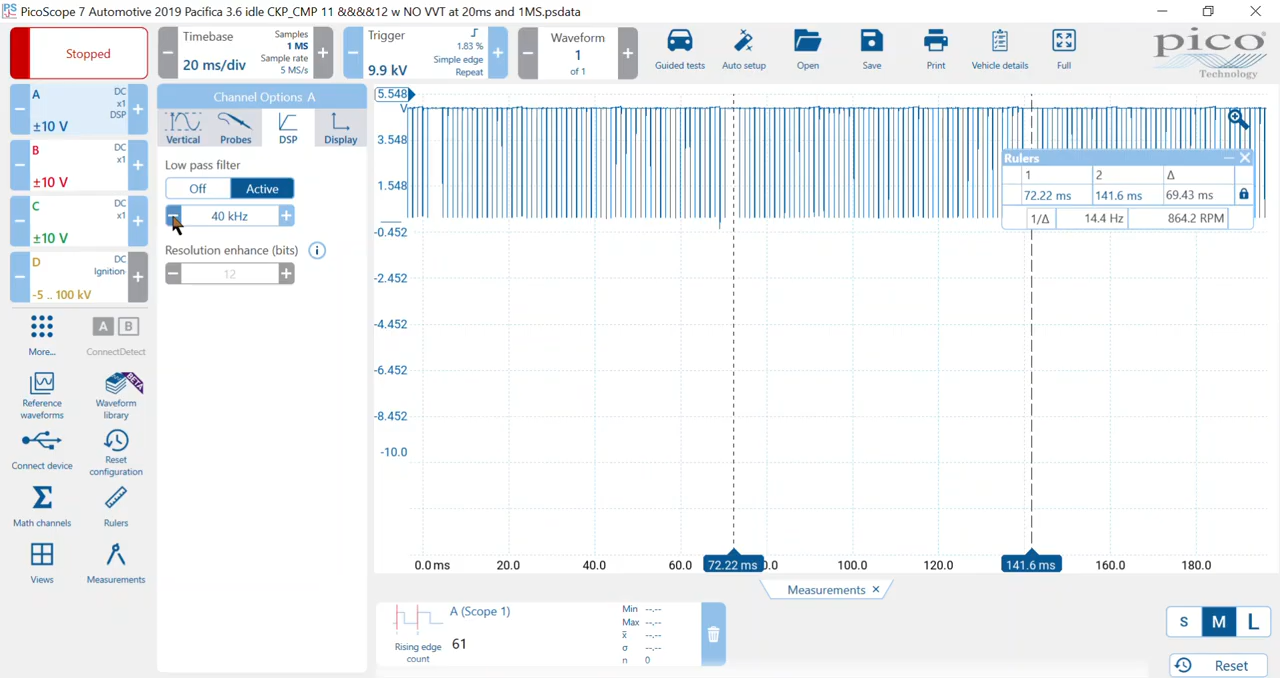 PicoScope 7 Automotive 2019 Pacifica 3.6 idle CKP_CMP 11 &&&&12 w NO VVT at 20ms and 1MS.psdata
Stopped
Timebase
20 ms/div
Samples
1 MS
Sample rate
5 MS/s
Trigger
9.9 kV
1.83 %
Simple edge
Repeat
Waveform
1
of 1
Guided tests
Auto setup
Open
Save
Print
Vehicle details
Full
pico
Technology
A
DC
x1
DSP
±10 V
B
DC
x1
±10 V
C
DC
x1
±10 V
D
DC
Ignition
-5 .. 100 kV
More...
A B
ConnectDetect
Reference
waveforms
BETA
Waveform
library
Connect device
Reset
configuration
Math channels
Rulers
Views
Measurements
Channel Options A
Vertical
Probes
DSP
Display
Low pass filter
Off
Active
40 kHz
Resolution enhance (bits)
i
12
5.548
V
3.548
1.548
-0.452
-2.452
-4.452
-6.452
-8.452
-10.0
Rulers
1 2 Δ
72.22 ms 141.6 ms 69.43 ms
1/Δ 14.4 Hz 864.2 RPM
0.0 ms 20.0 40.0 60.0 72.22 ms 100.0 120.0 141.6 ms 160.0 180.0
Measurements ×
A (Scope 1)
Rising edge
count
61
Min --.--
Max --.--
x̄ --.--
σ --.--
n 0
S M L
Reset